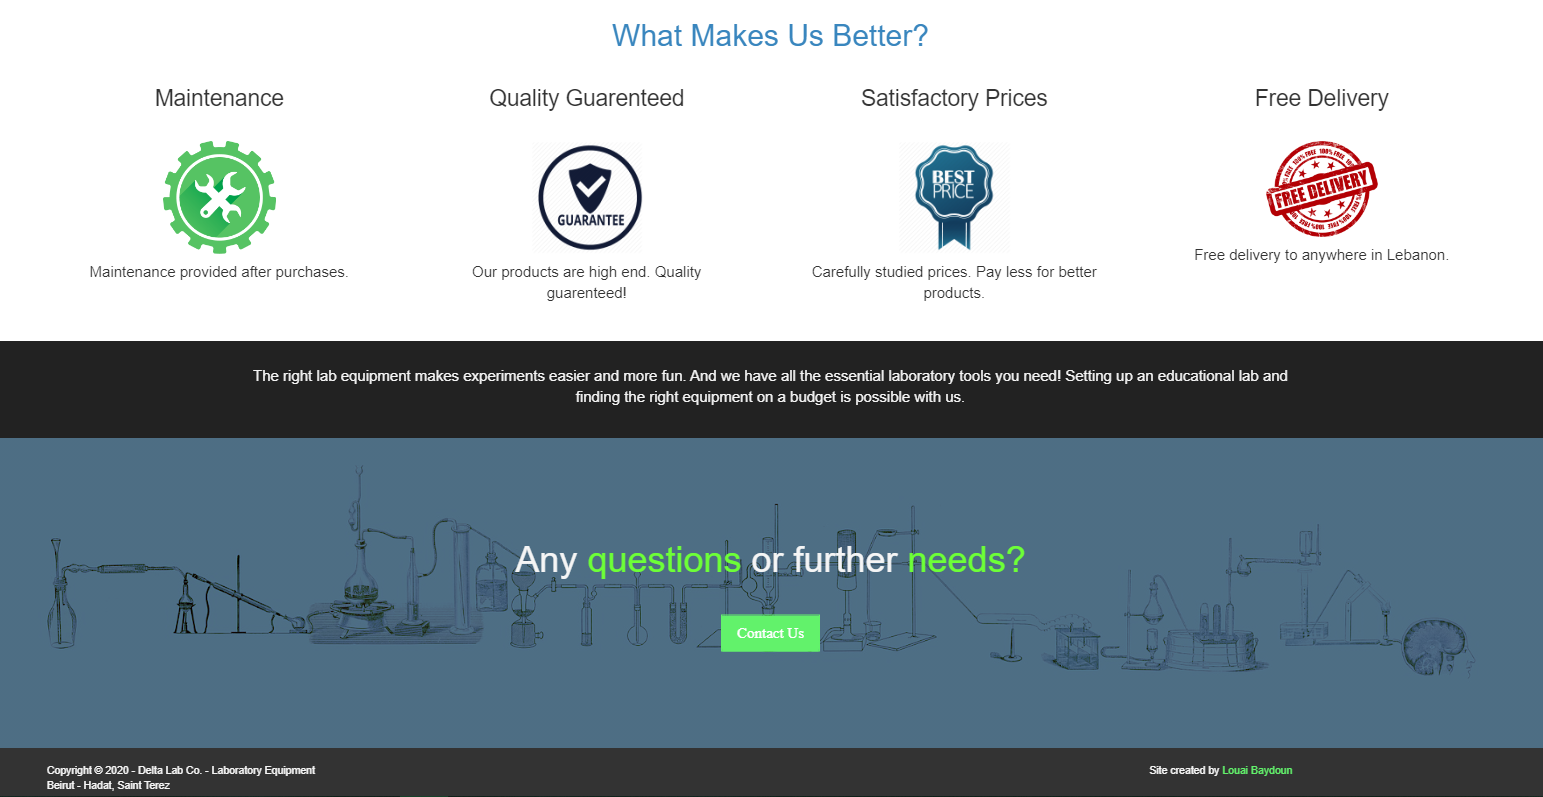 What Makes Us Better?
Maintenance
Quality Guarenteed
Satisfactory Prices
Free Delivery
GUARANTEE
BEST
PRICE
100% FREE 100% FREE
FREE DELIVERY
Maintenance provided after purchases.
Our products are high end. Quality
guarenteed!
Carefully studied prices. Pay less for better
products.
Free delivery to anywhere in Lebanon.
The right lab equipment makes experiments easier and more fun. And we have all the essential laboratory tools you need! Setting up an educational lab and
finding the right equipment on a budget is possible with us.
Any questions or further needs?
Contact Us
Copyright © 2020 - Delta Lab Co. - Laboratory Equipment
Beirut - Hadat, Saint Terez
Site created by Louai Baydoun